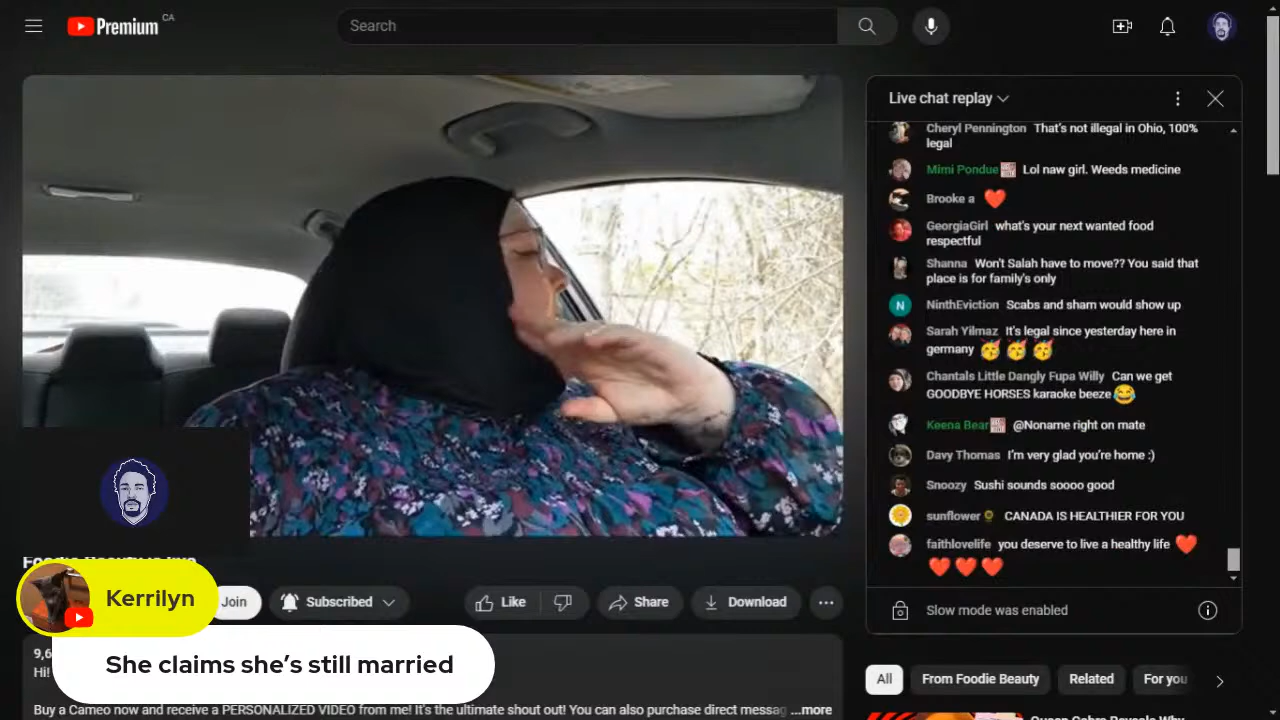 Premium CA
Search
Live chat replay
Cheryl Pennington That's not illegal in Ohio, 100%
legal
Mimi Pondue Lol naw girl. Weeds medicine
Brooke a ❤️
GeorgiaGirl what's your next wanted food
respectful
Shanna Won't Salah have to move?? You said that
place is for family's only
N NinthEviction Scabs and sham would show up
Sarah Yilmaz It's legal since yesterday here in
germany 🥳 🥳 🥳
Chantals Little Dangly Fupa Willy Can we get
GOODBYE HORSES karaoke beeze 😂
Keena Bear @Noname right on mate
Davy Thomas I'm very glad you're home :)
Snoozy Sushi sounds soooo good
sunflower🌻 CANADA IS HEALTHIER FOR YOU
faithlovelife you deserve to live a healthy life ❤️
❤️ ❤️ ❤️
Slow mode was enabled
Foodie Beauty is live
Kerrilyn
Join
Subscribed
Like
Share
Download
She claims she's still married
9,6
Hi!
Buy a Cameo now and receive a PERSONALIZED VIDEO from me! It's the ultimate shout out! You can also purchase direct messag ...more
All
From Foodie Beauty
Related
For you